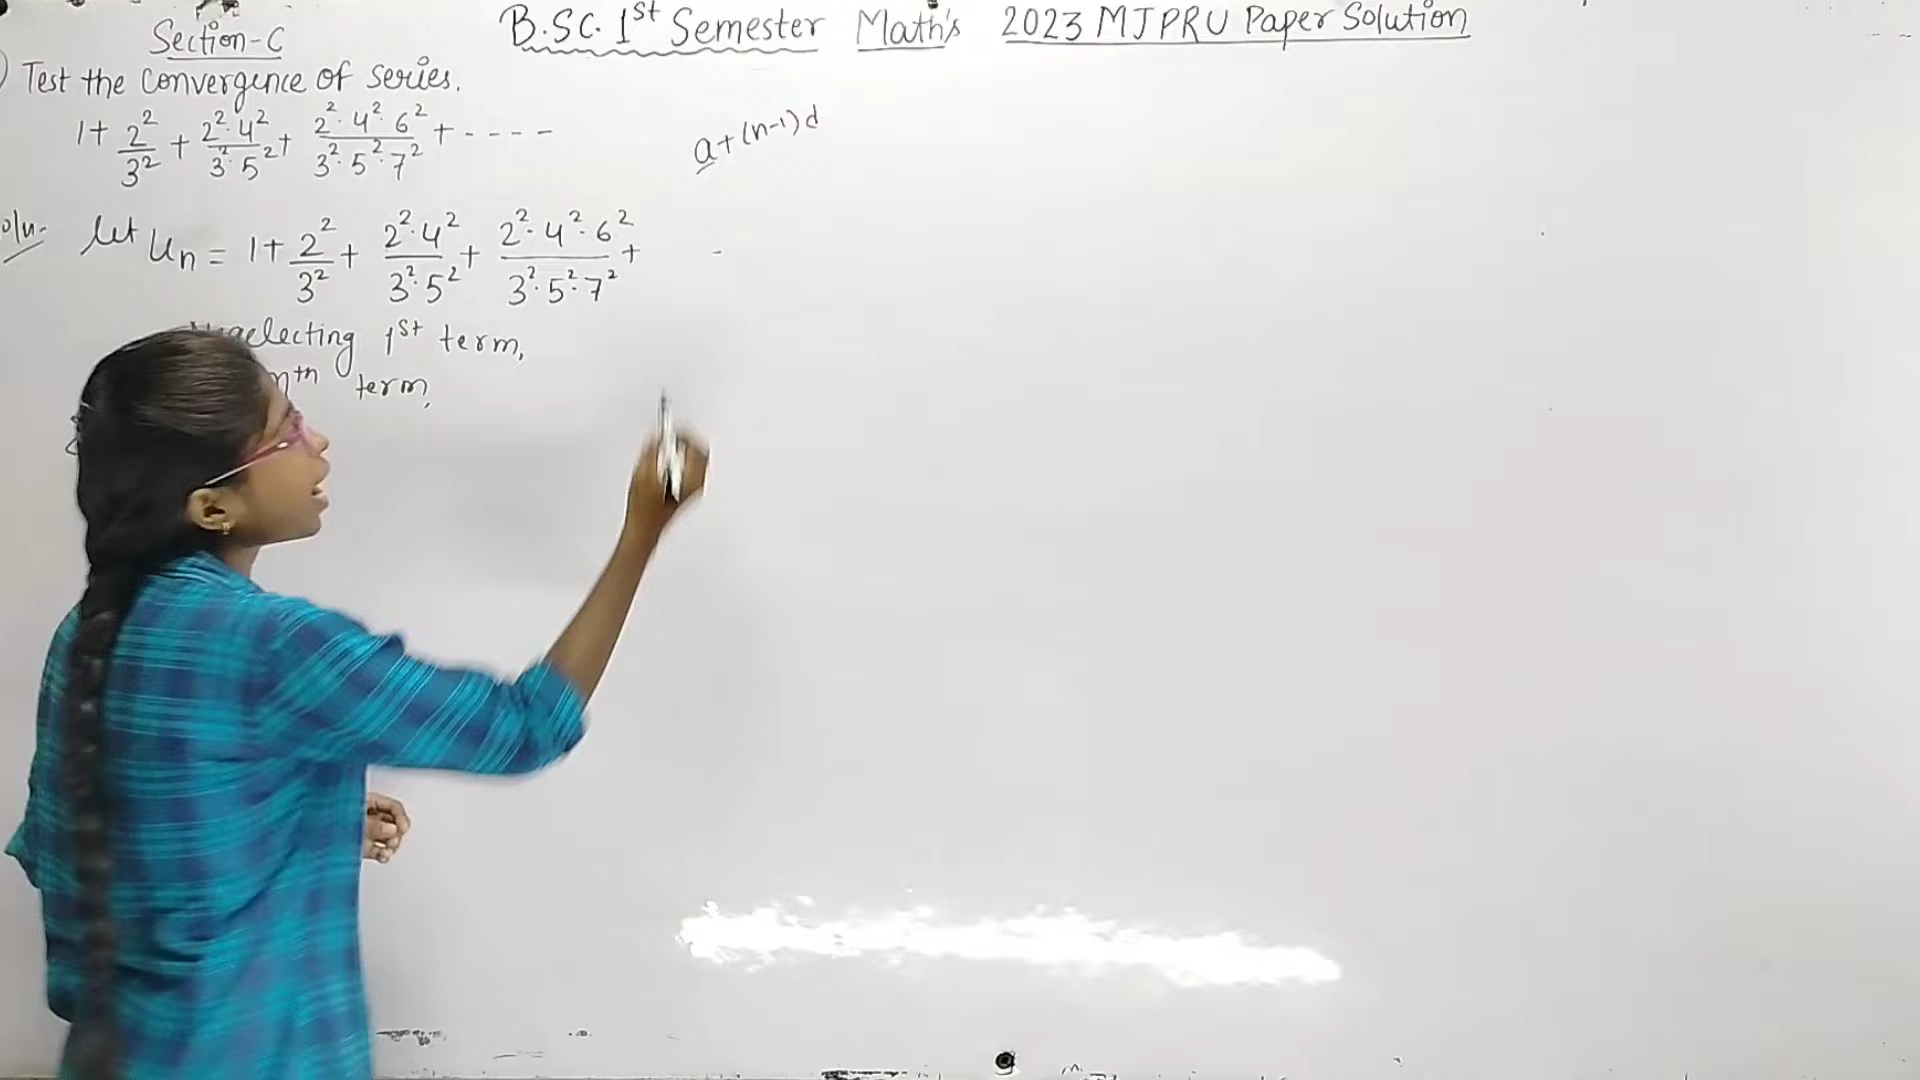 B.SC. 1st Semester Math's 2023 MJPRU Paper Solution
Section-C
Test the convergence of series.
1 + 2²/3² + 2²·4²/3²·5² + 2²·4²·6²/3²·5²·7² + ----
a+(n-1)d
Soln. let Un = 1 + 2²/3² + 2²·4²/3²·5² + 2²·4²·6²/3²·5²·7² + -
Neglecting 1st term,
nth term,